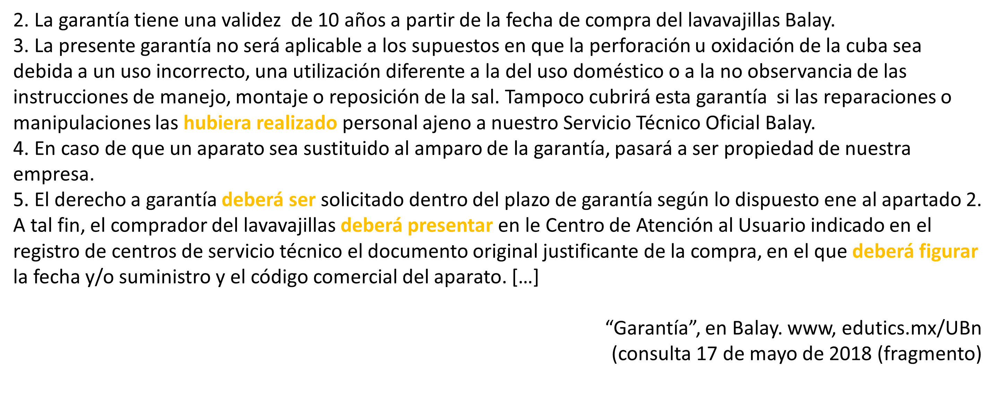 2. La garantía tiene una validez  de 10 años a partir de la fecha de compra del lavavajillas Balay.
3. La presente garantía no será aplicable a los supuestos en que la perforación u oxidación de la cuba sea
debida a un uso incorrecto, una utilización diferente a la del uso doméstico o a la no observancia de las
instrucciones de manejo, montaje o reposición de la sal. Tampoco cubrirá esta garantía  si las reparaciones o
manipulaciones las hubiera realizado personal ajeno a nuestro Servicio Técnico Oficial Balay.
4. En caso de que un aparato sea sustituido al amparo de la garantía, pasará a ser propiedad de nuestra
empresa.
5. El derecho a garantía deberá ser solicitado dentro del plazo de garantía según lo dispuesto ene al apartado 2.
A tal fin, el comprador del lavavajillas deberá presentar en le Centro de Atención al Usuario indicado en el
registro de centros de servicio técnico el documento original justificante de la compra, en el que deberá figurar
la fecha y/o suministro y el código comercial del aparato. […]
“Garantía”, en Balay. www, edutics.mx/UBn
(consulta 17 de mayo de 2018 (fragmento)